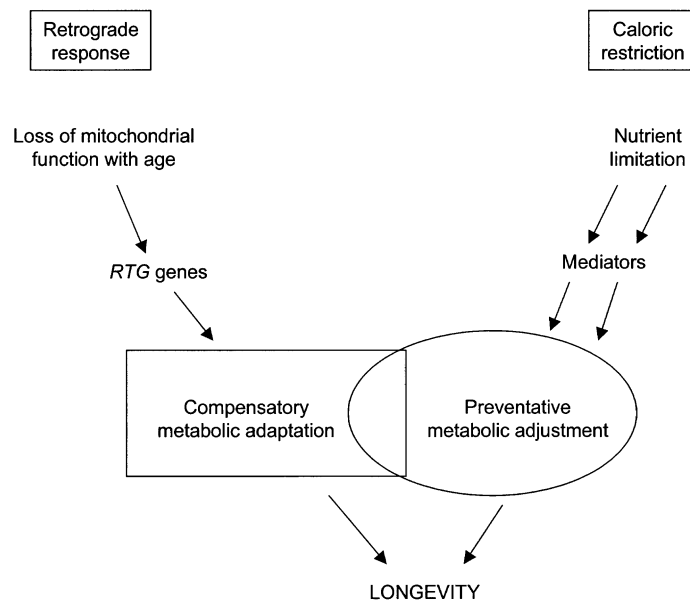 Retrograde
response
Caloric
restriction
Loss of mitochondrial
function with age
Nutrient
limitation
RTG genes
Mediators
Compensatory
metabolic adaptation
Preventative
metabolic adjustment
LONGEVITY